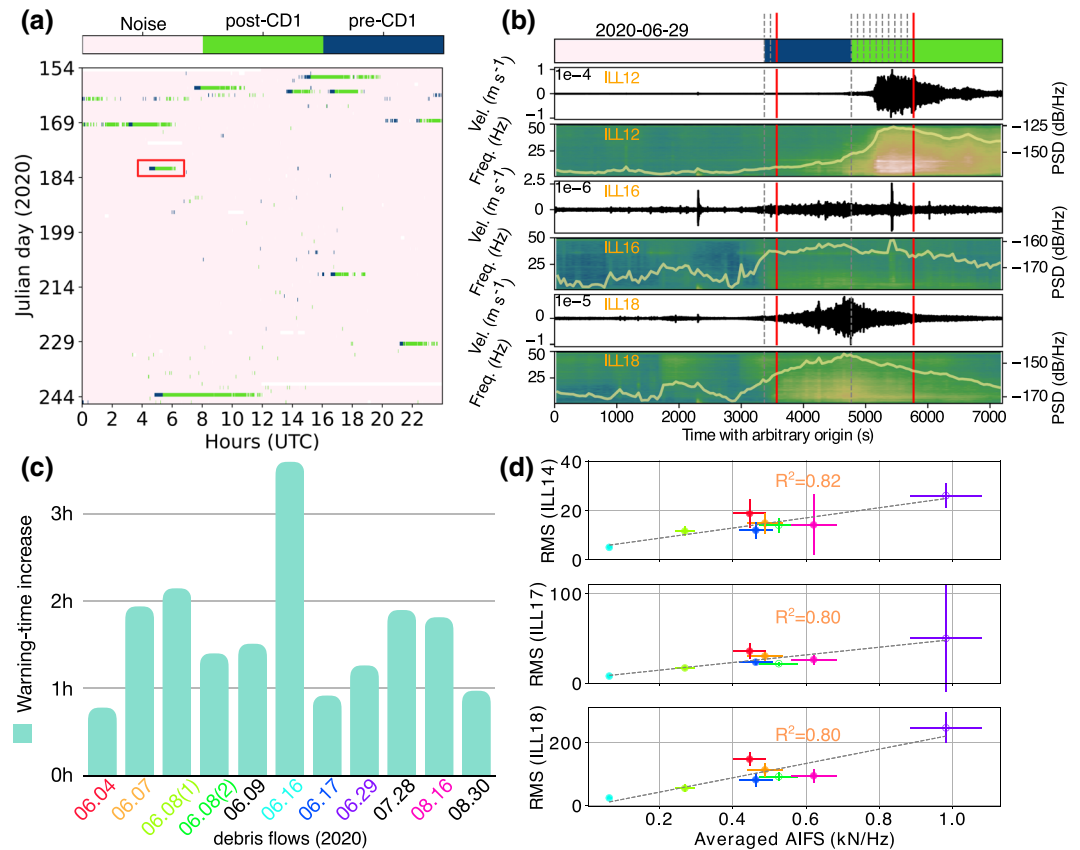 (a)
Noise post-CD1 pre-CD1
Julian day (2020)
154
169
184
199
214
229
244
0 2 4 6 8 10 12 14 16 18 20 22
Hours (UTC)
(b)
2020-06-29
Vel. (m s-1)
1e-4
ILL12
1
0
-1
Freq. (Hz)
ILL12
50
25
−125
−150
PSD (dB/Hz)
Vel. (m s-1)
1e-6
ILL16
2.5
0
Freq. (Hz)
ILL16
50
25
−160
−170
PSD (dB/Hz)
Vel. (m s-1)
1e-5
ILL18
1
0
-1
Freq. (Hz)
ILL18
50
25
−150
−170
PSD (dB/Hz)
0 1000 2000 3000 4000 5000 6000 7000
Time with arbitrary origin (s)
(c)
Warning-time increase
3h
2h
1h
0h
06.04 06.07 06.08(1) 06.08(2) 06.09 06.16 06.17 06.29 07.28 08.16 08.30
debris flows (2020)
(d)
RMS (ILL14)
40
20
0
R2=0.82
RMS (ILL17)
100
0
R2=0.80
RMS (ILL18)
200
0
R2=0.80
0.2 0.4 0.6 0.8 1.0
Averaged AIFS (kN/Hz)